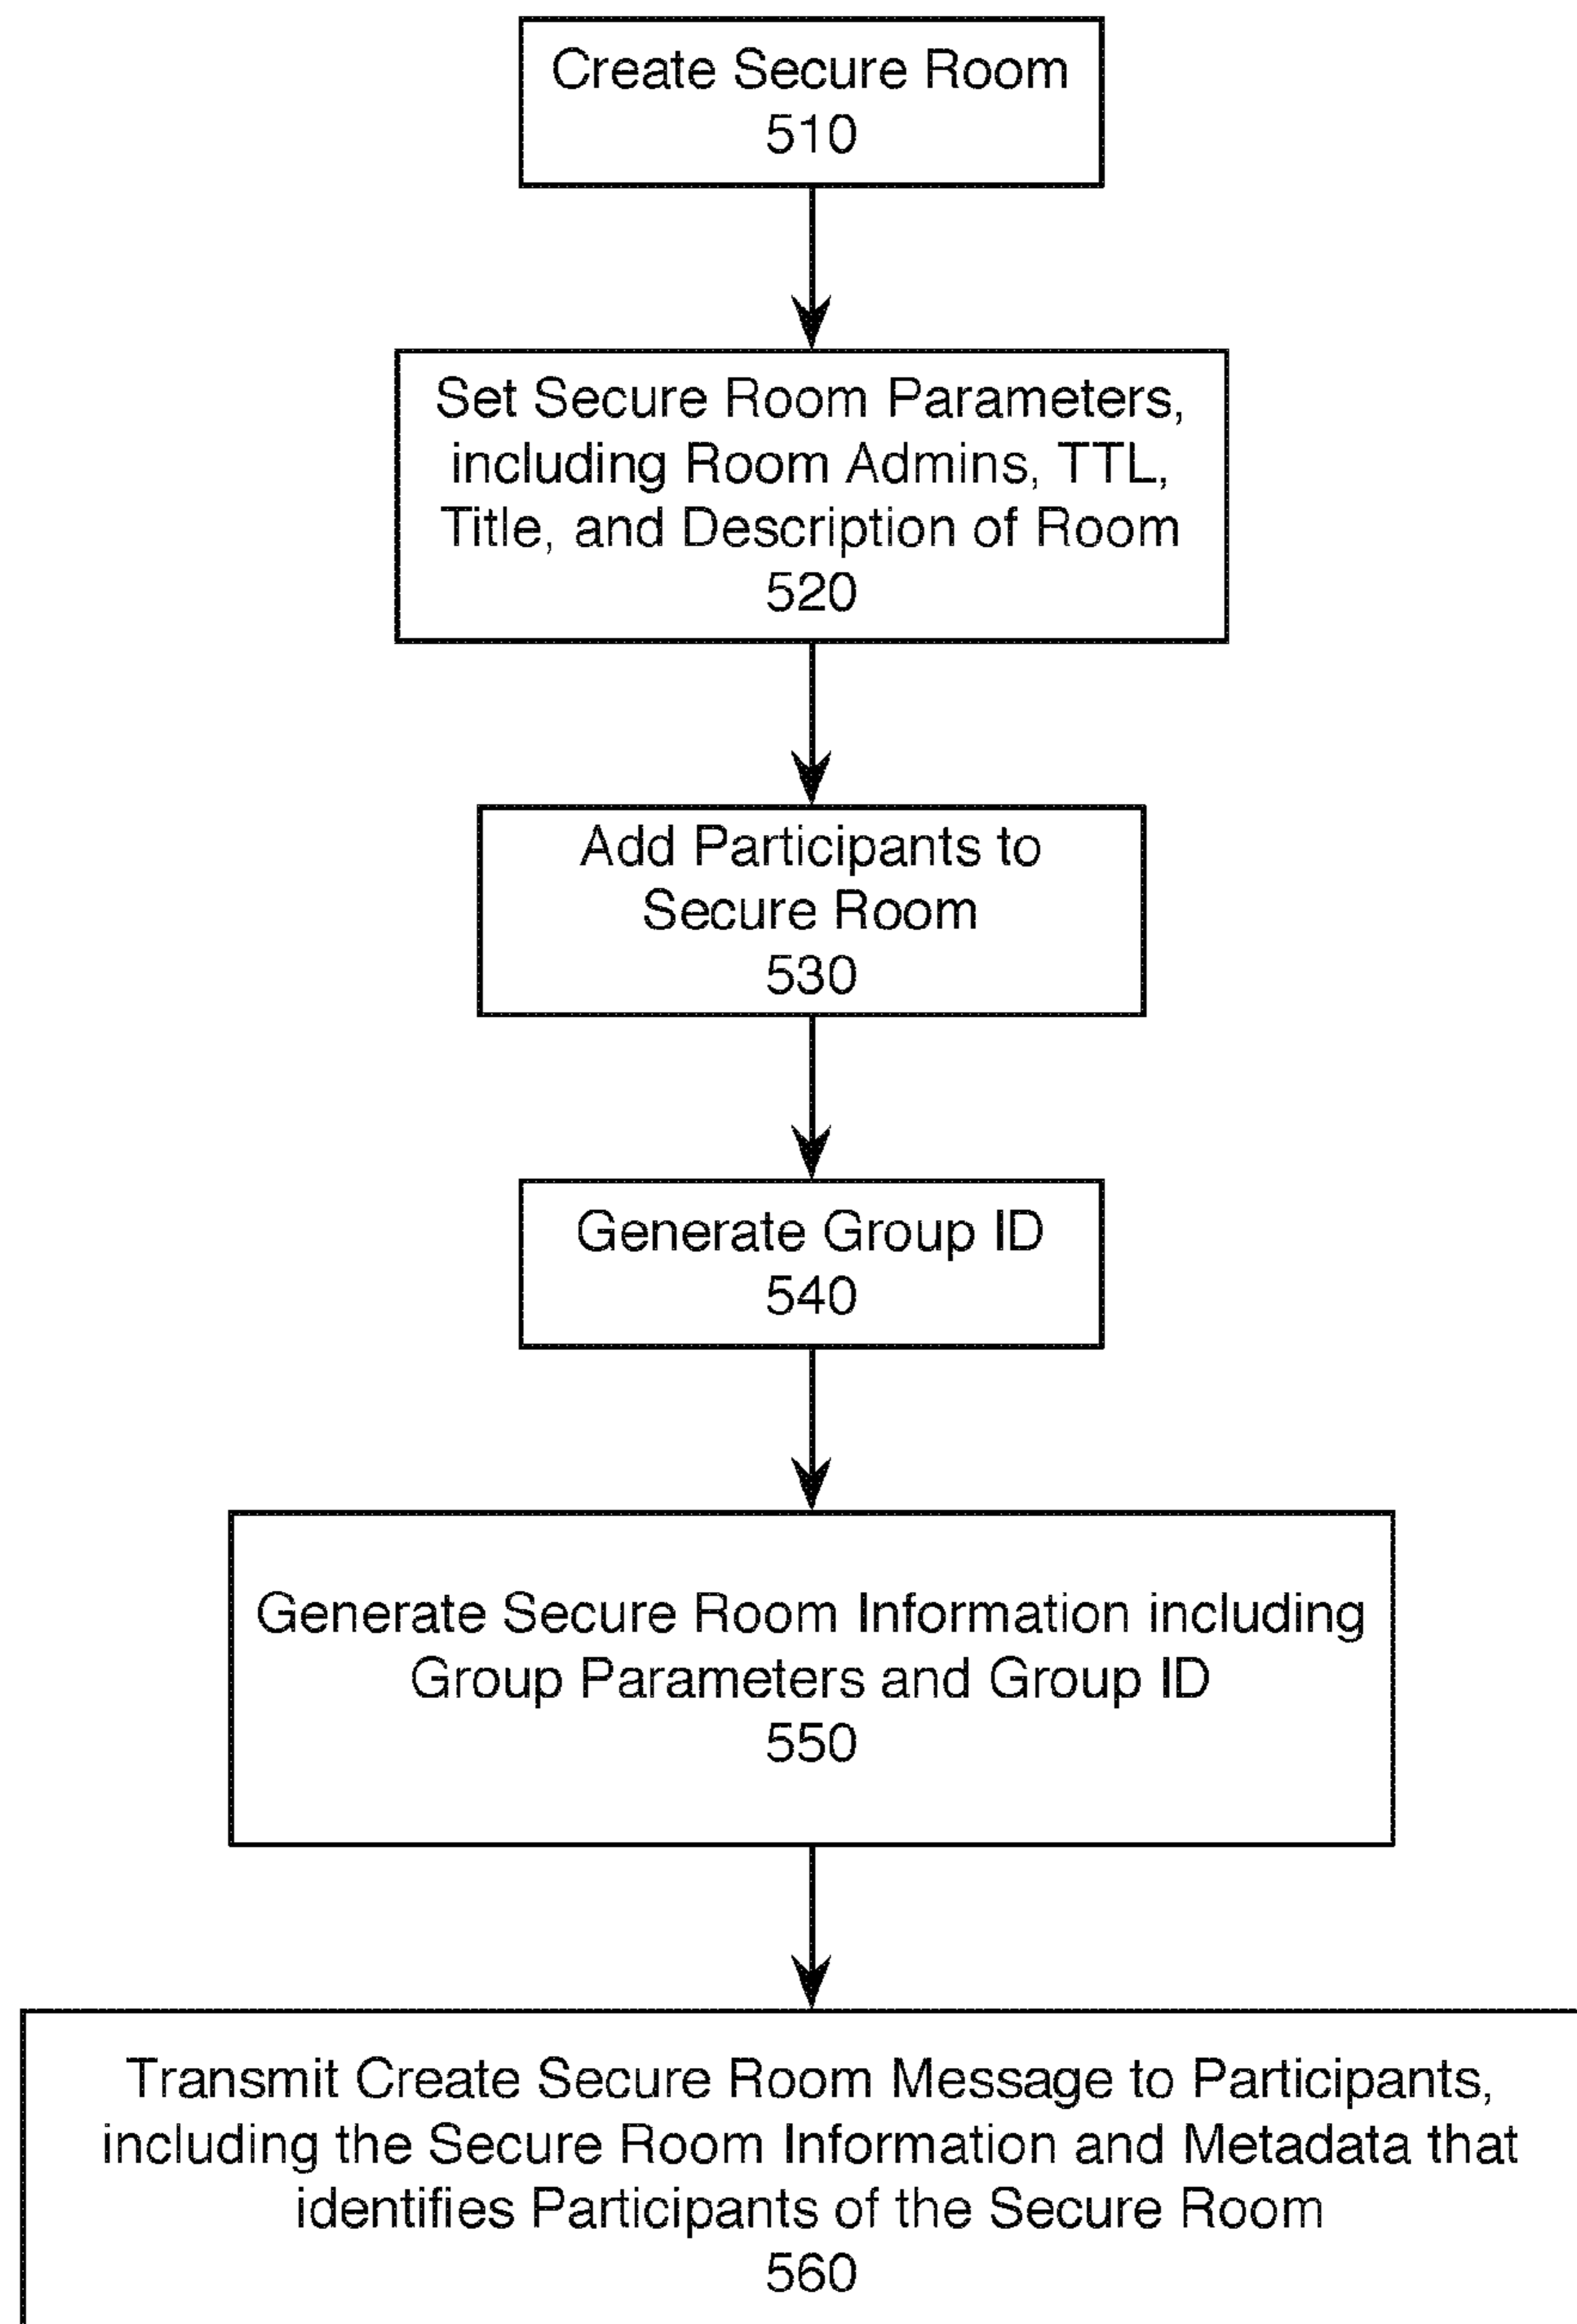 Create Secure Room
510
Set Secure Room Parameters,
including Room Admins, TTL,
Title, and Description of Room
520
Add Participants to
Secure Room
530
Generate Group ID
540
Generate Secure Room Information including
Group Parameters and Group ID
550
Transmit Create Secure Room Message to Participants,
including the Secure Room Information and Metadata that
identifies Participants of the Secure Room
560